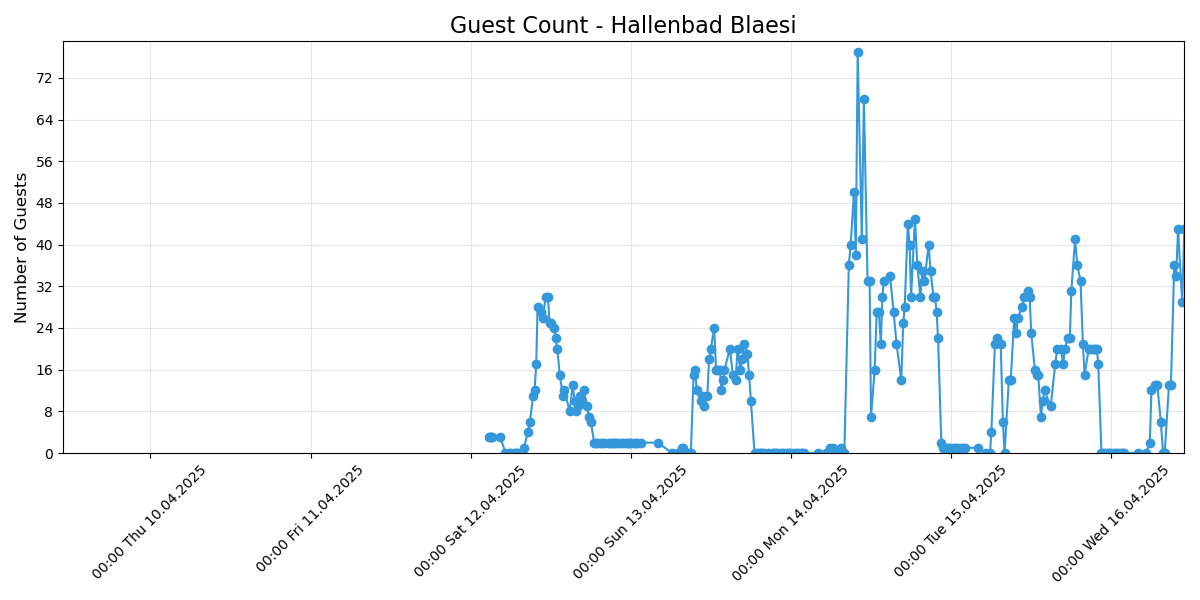 Guest Count - Hallenbad Blaesi
Number of Guests
72
64
56
48
40
32
24
16
8
0
00:00 Thu 10.04.2025
00:00 Fri 11.04.2025
00:00 Sat 12.04.2025
00:00 Sun 13.04.2025
00:00 Mon 14.04.2025
00:00 Tue 15.04.2025
00:00 Wed 16.04.2025